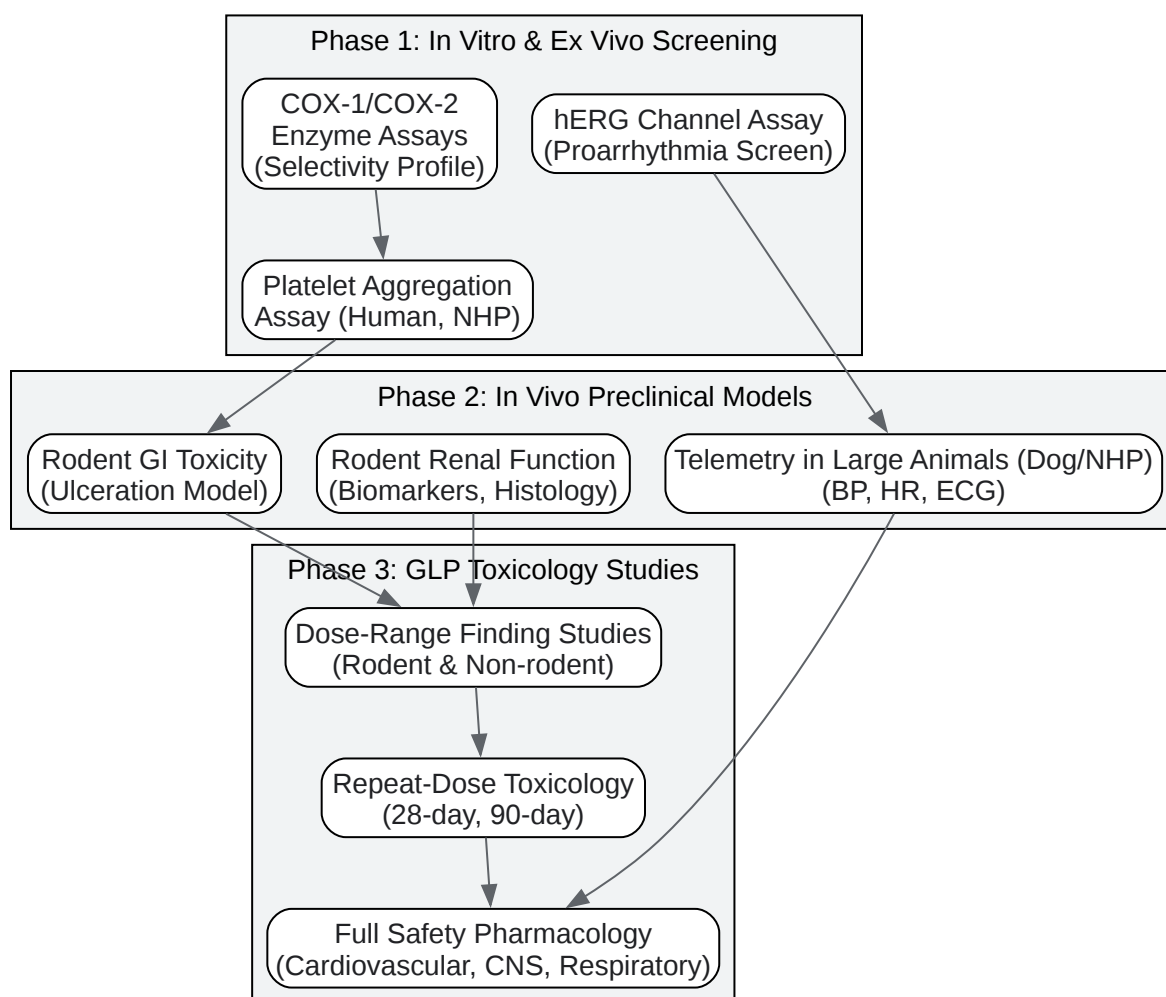 Phase 1: In Vitro & Ex Vivo Screening
COX-1/COX-2
Enzyme Assays
(Selectivity Profile)
hERG Channel Assay
(Proarrhythmia Screen)
Platelet Aggregation
Assay (Human, NHP)
Phase 2: In Vivo Preclinical Models
Rodent GI Toxicity
(Ulceration Model)
Rodent Renal Function
(Biomarkers, Histology)
Telemetry in Large Animals (Dog/NHP)
(BP, HR, ECG)
Phase 3: GLP Toxicology Studies
Dose-Range Finding Studies
(Rodent & Non-rodent)
Repeat-Dose Toxicology
(28-day, 90-day)
Full Safety Pharmacology
(Cardiovascular, CNS, Respiratory)